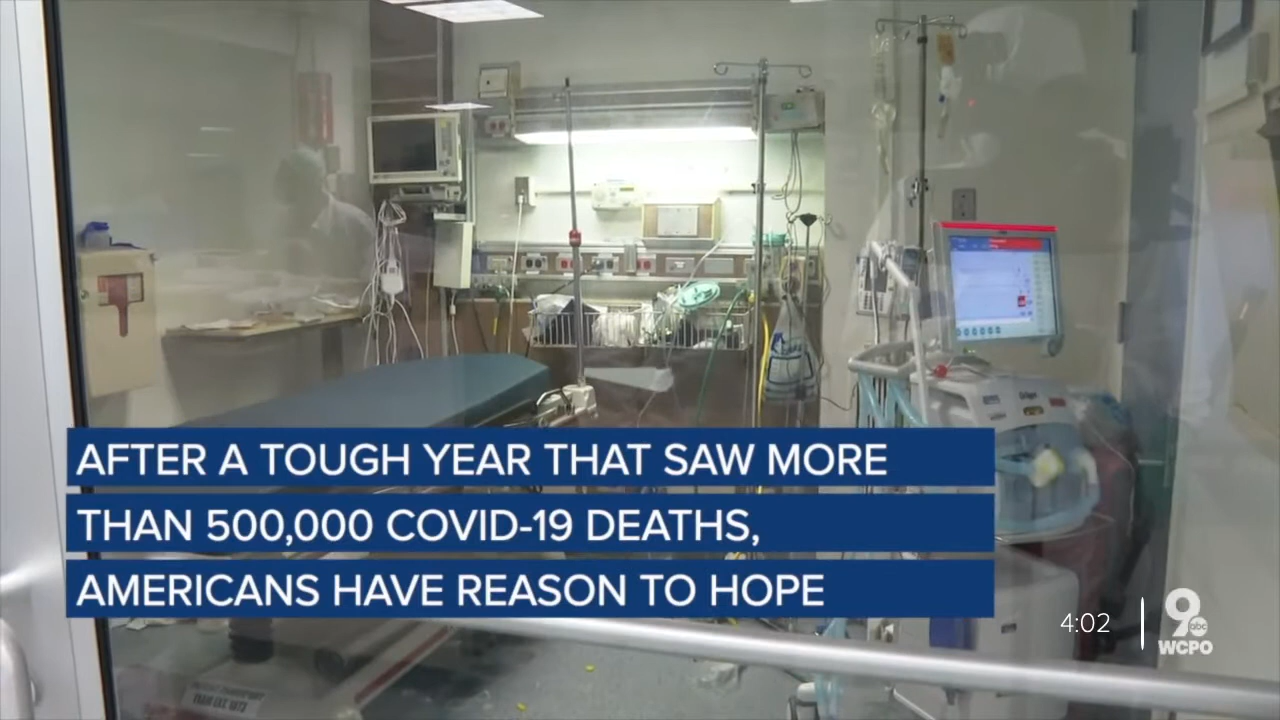 AFTER A TOUGH YEAR THAT SAW MORE
THAN 500,000 COVID-19 DEATHS,
AMERICANS HAVE REASON TO HOPE
4:02
9
abc
WCPO